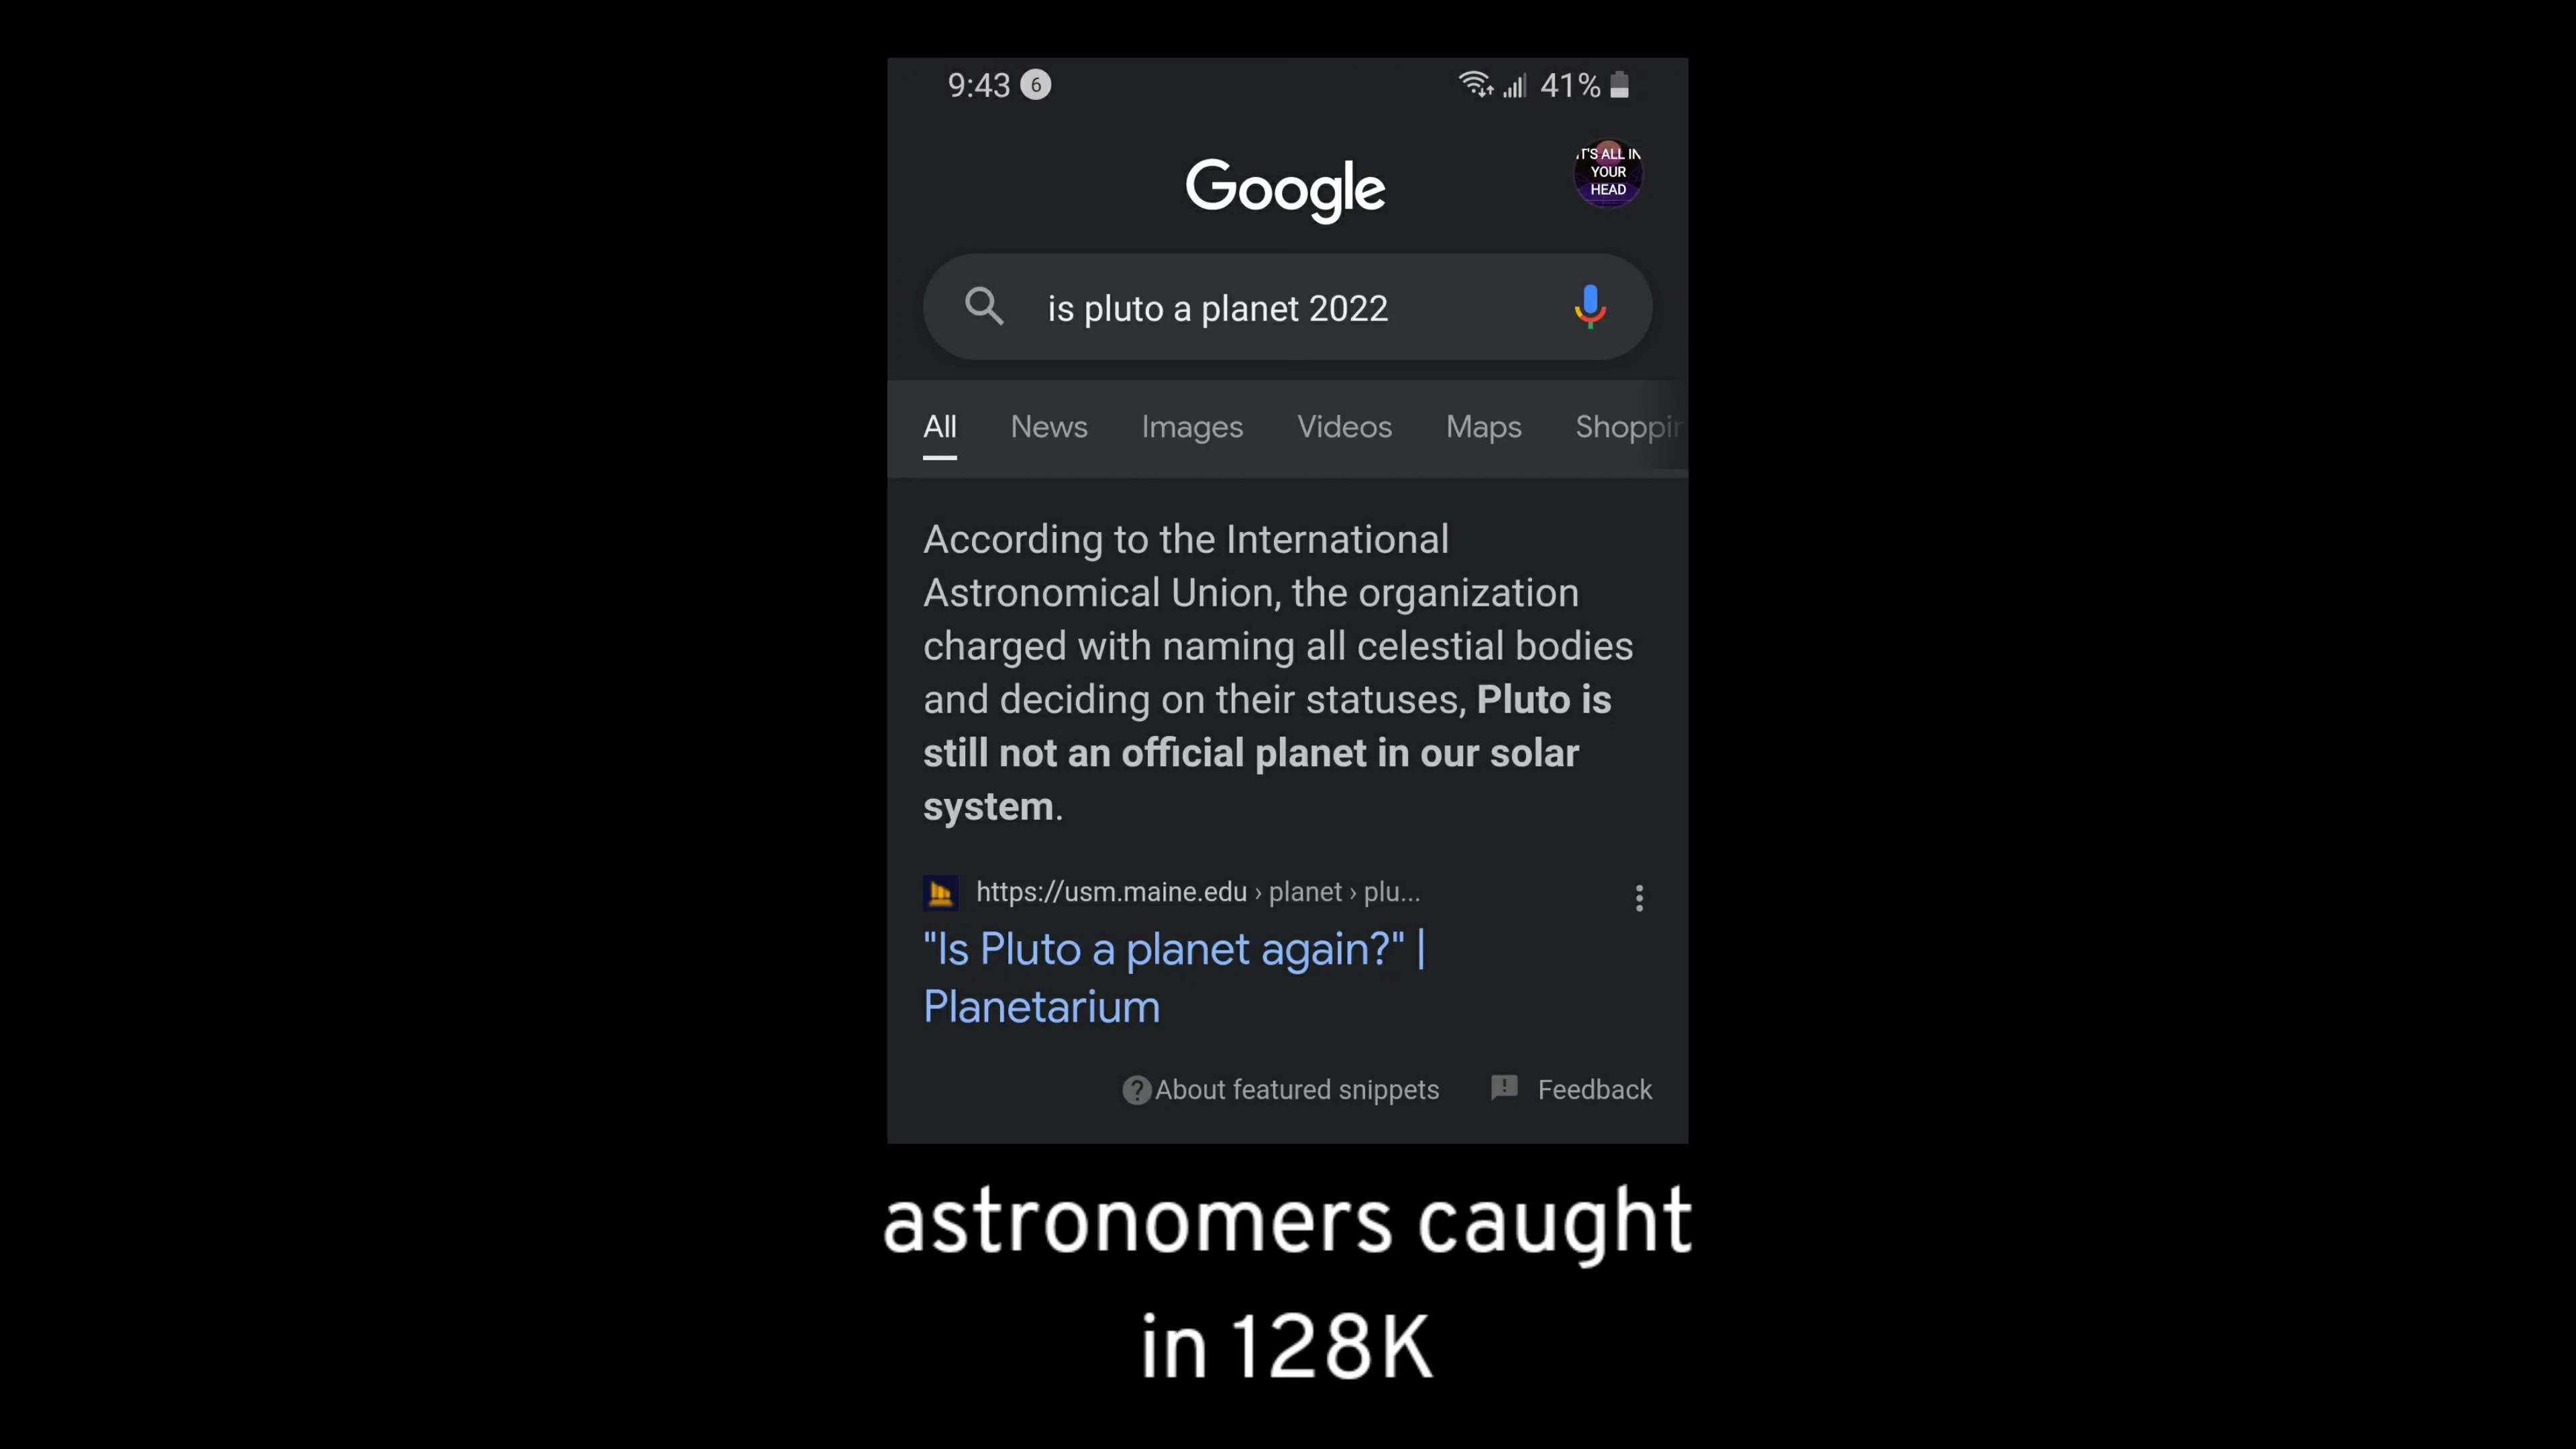 9:43 6 41%
IT'S ALL IN
YOUR
HEAD
Google
is pluto a planet 2022
All News Images Videos Maps Shoppin
According to the International
Astronomical Union, the organization
charged with naming all celestial bodies
and deciding on their statuses, Pluto is
still not an official planet in our solar
system.
https://usm.maine.edu › planet › plu...
"Is Pluto a planet again?" |
Planetarium
About featured snippets Feedback
astronomers caught
in 128K